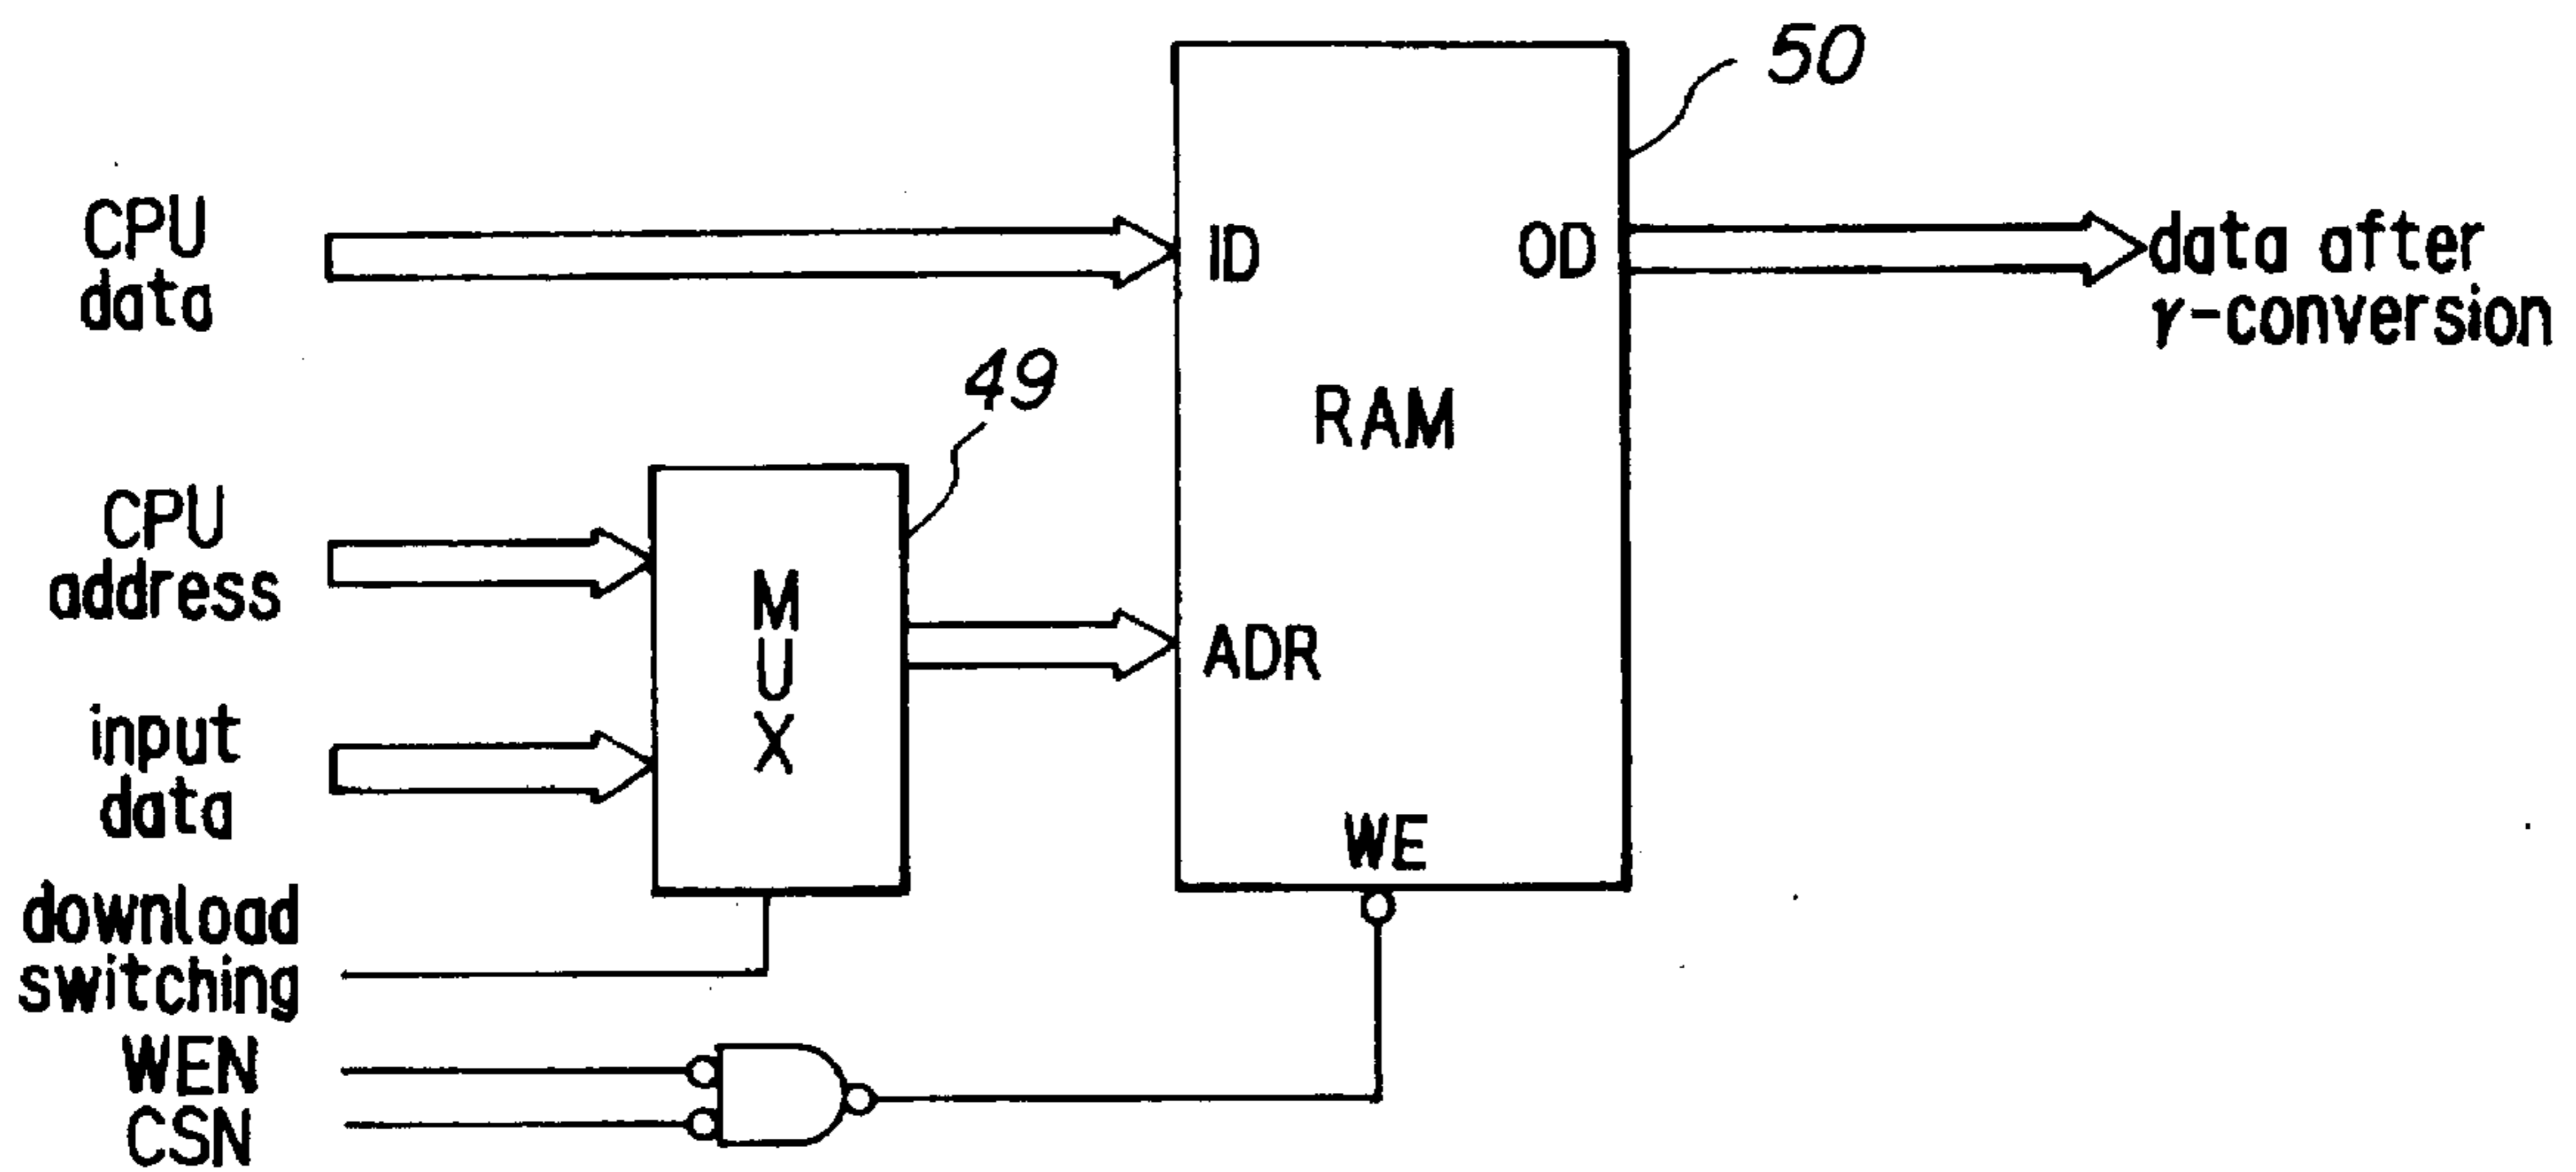 50
CPU
data
ID
OD
data after
γ-conversion
49
RAM
CPU
address
M
U
X
ADR
input
data
WE
download
switching
WEN
CSN